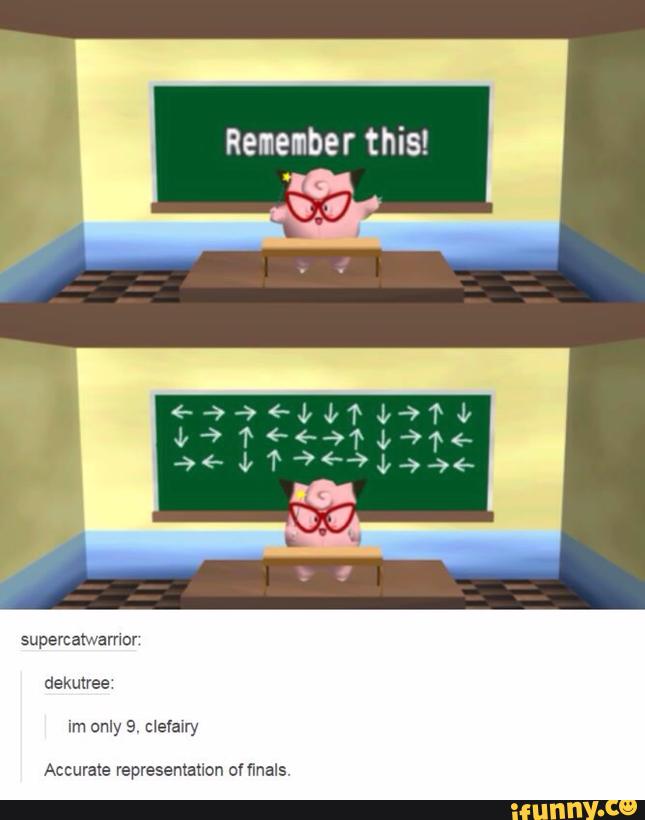 Remember this!
← → → ← ↓ ↓ ↑ ↓ → ↑ ↓
↓ → ↑ ← ← → ↑ ↓ → ↑ ←
→ ← ↓ ↑ → ← → ↓ → → ←
supercatwarrior:
dekutree:
im only 9, clefairy
Accurate representation of finals.
ifunny.co